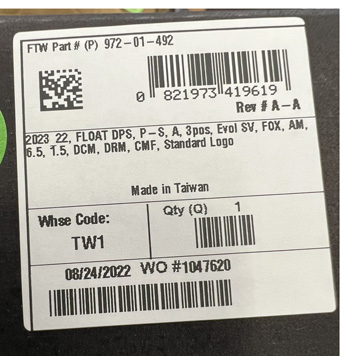 FTW Part # (P) 972-01-492
0 821973 419619
Rev # A-A
2023 22, FLOAT DPS, P-S, A, 3pos, Evol SV, FOX, AM,
6.5, 1.5, DCM, DRM, CMF, Standard Logo
Made in Taiwan
Whse Code:
TW1
Qty (Q) 1
08/24/2022 WO #1047620